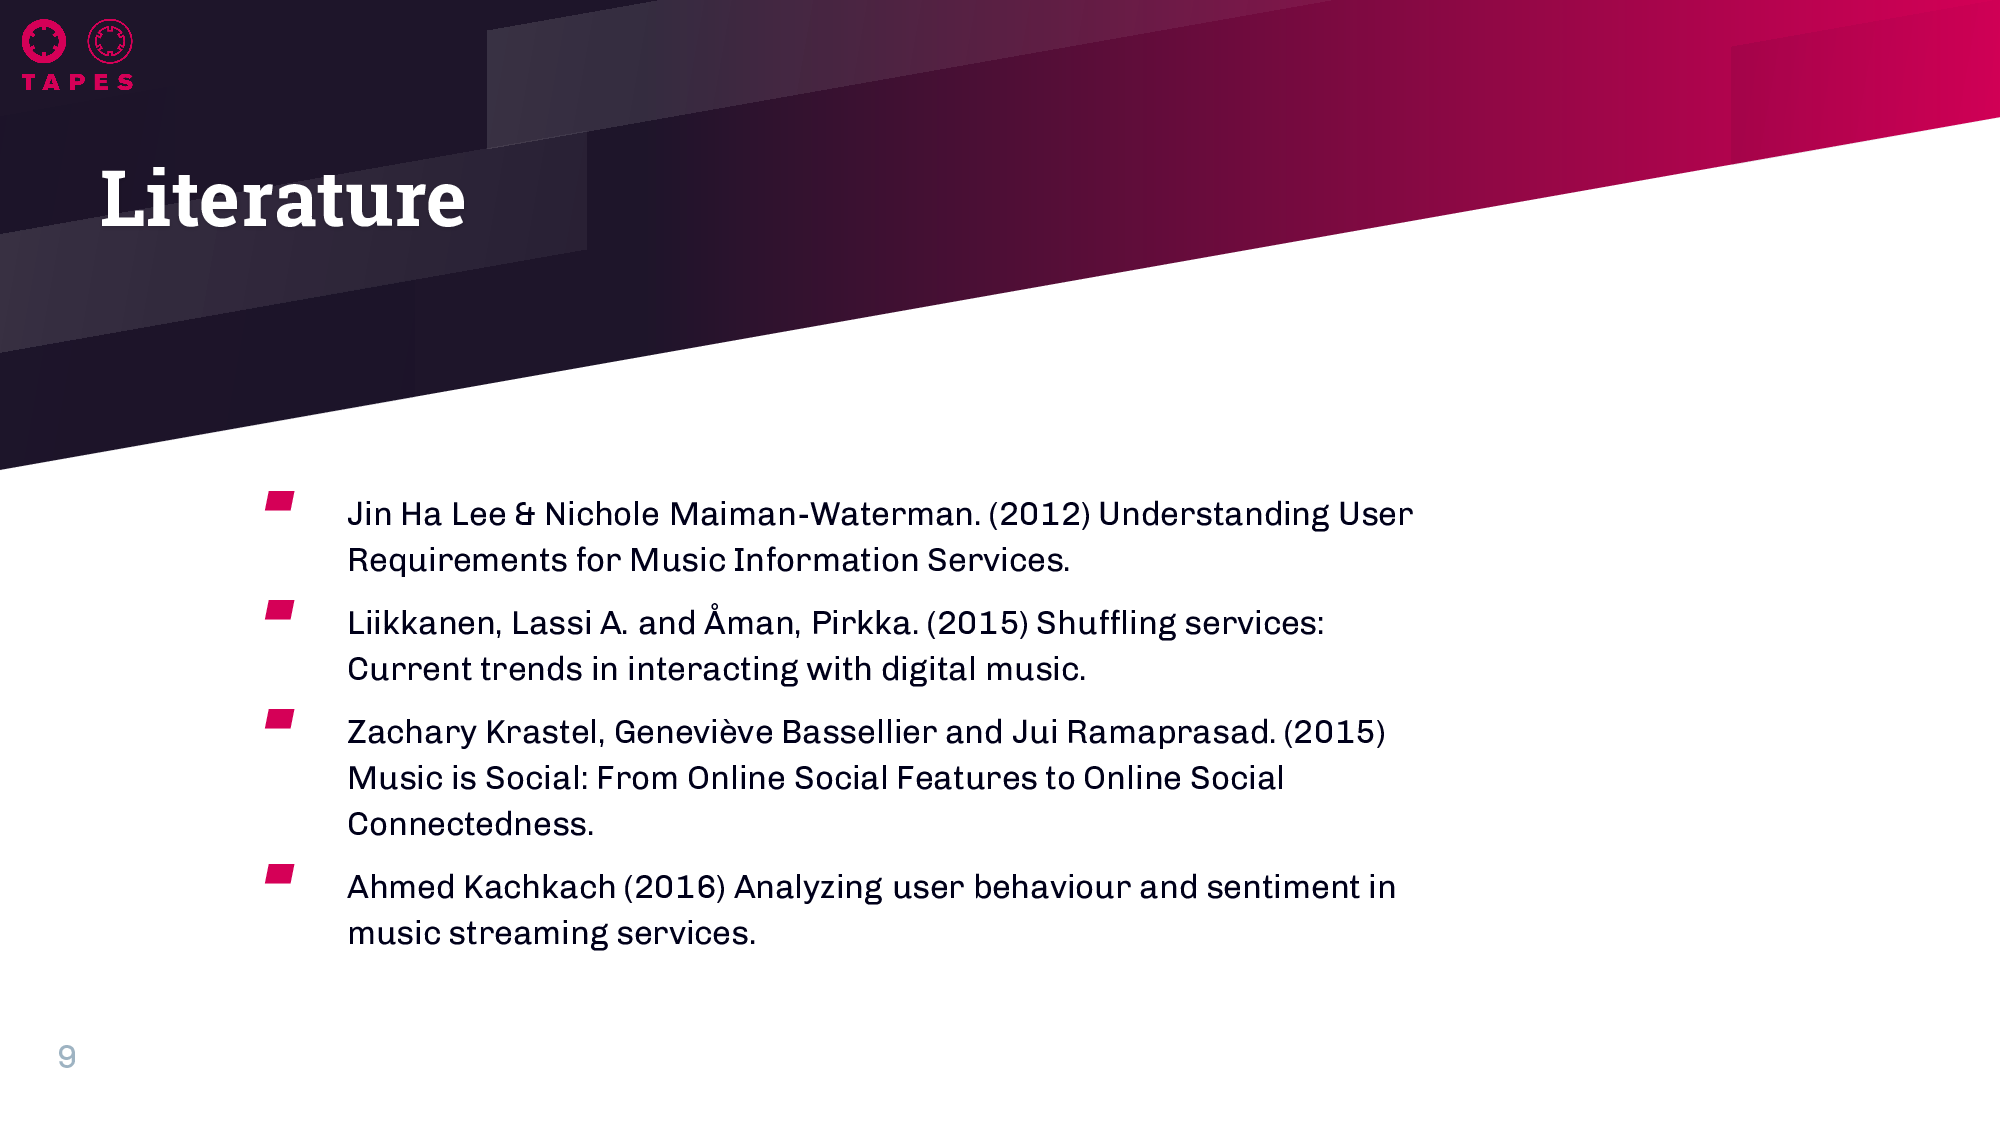 TAPES
Literature
Jin Ha Lee & Nichole Maiman-Waterman. (2012) Understanding User
Requirements for Music Information Services.
Liikkanen, Lassi A. and Åman, Pirkka. (2015) Shuffling services:
Current trends in interacting with digital music.
Zachary Krastel, Geneviève Bassellier and Jui Ramaprasad. (2015)
Music is Social: From Online Social Features to Online Social
Connectedness.
Ahmed Kachkach (2016) Analyzing user behaviour and sentiment in
music streaming services.
9